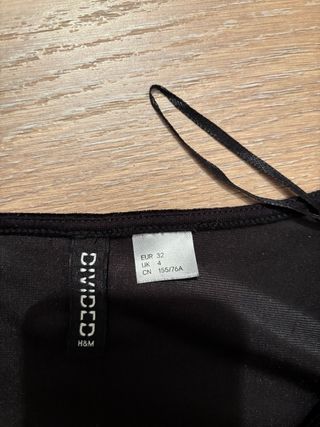 DIVIDED
H&M
EUR 32
UK 4
CN 155/76A